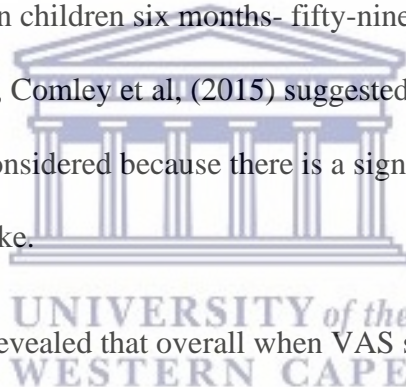 n children six months- fifty-nine
, Comley et al, (2015) suggested
onsidered because there is a sign
ke.
UNIVERSITY of the
evealed that overall when VAS s
WESTERN CAPE